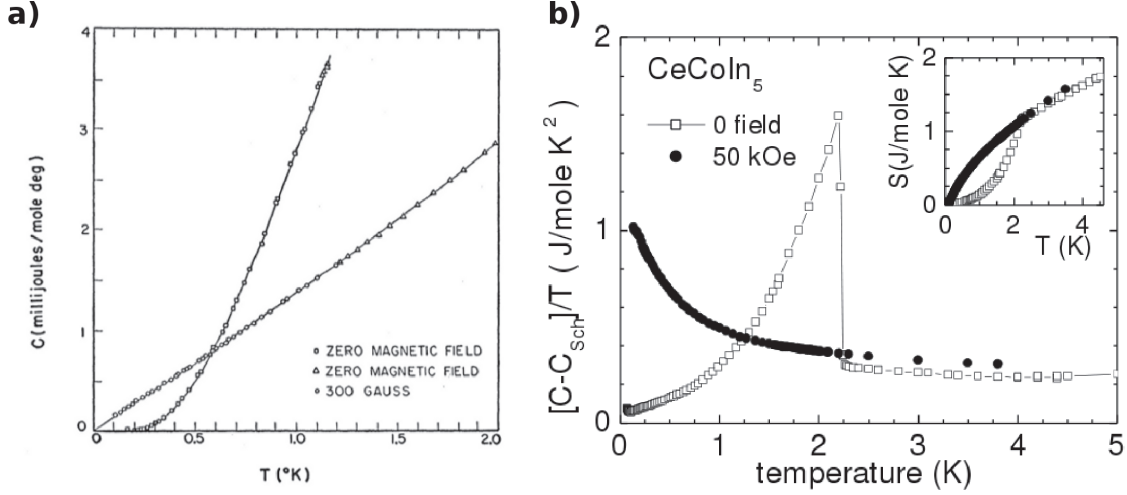 a)
C (millijoules/mole deg)
4
3
2
1
0
ZERO MAGNETIC FIELD
ZERO MAGNETIC FIELD
300 GAUSS
0 0.5 1.0 1.5 2.0
T (°K)
b)
[C-C_Sch]/T ( J/mole K²)
2
1
0
CeCoIn₅
0 field
50 kOe
0 1 2 3 4 5
temperature (K)
S(J/mole K)
2
1
0
0 2 4
T (K)